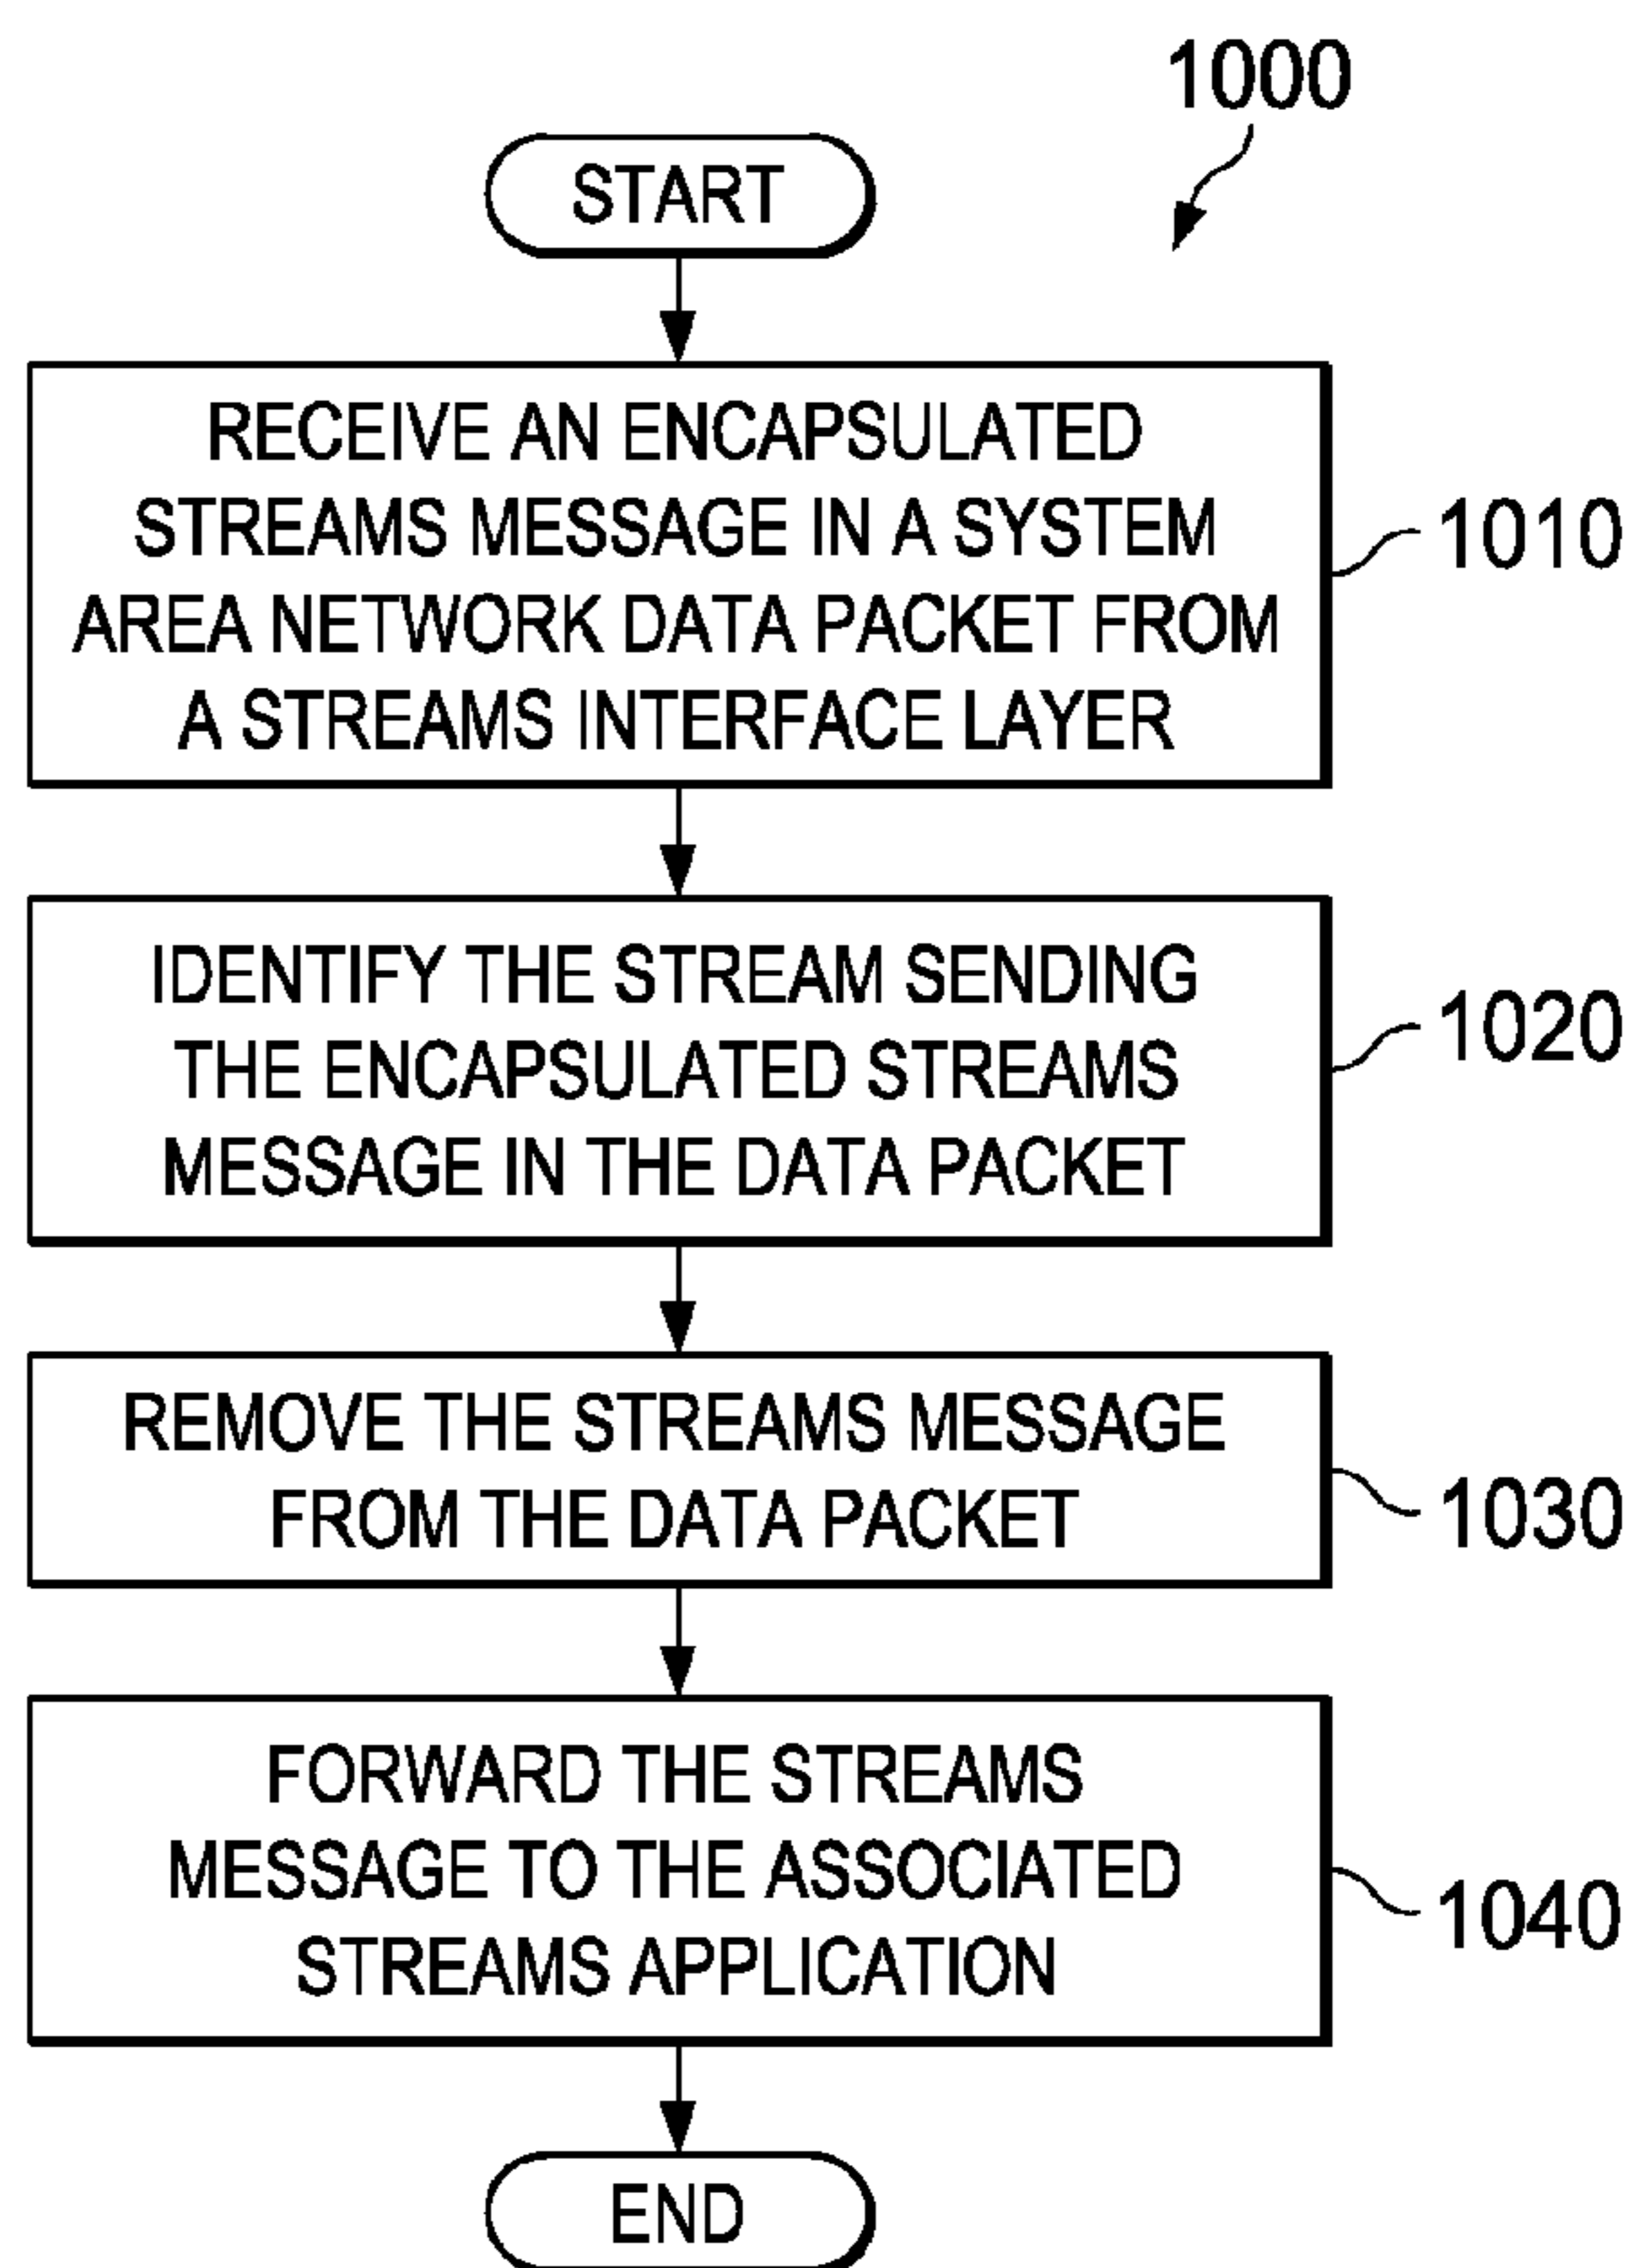 1000
START
RECEIVE AN ENCAPSULATED
STREAMS MESSAGE IN A SYSTEM
AREA NETWORK DATA PACKET FROM
A STREAMS INTERFACE LAYER
1010
IDENTIFY THE STREAM SENDING
THE ENCAPSULATED STREAMS
MESSAGE IN THE DATA PACKET
1020
REMOVE THE STREAMS MESSAGE
FROM THE DATA PACKET
1030
FORWARD THE STREAMS
MESSAGE TO THE ASSOCIATED
STREAMS APPLICATION
1040
END